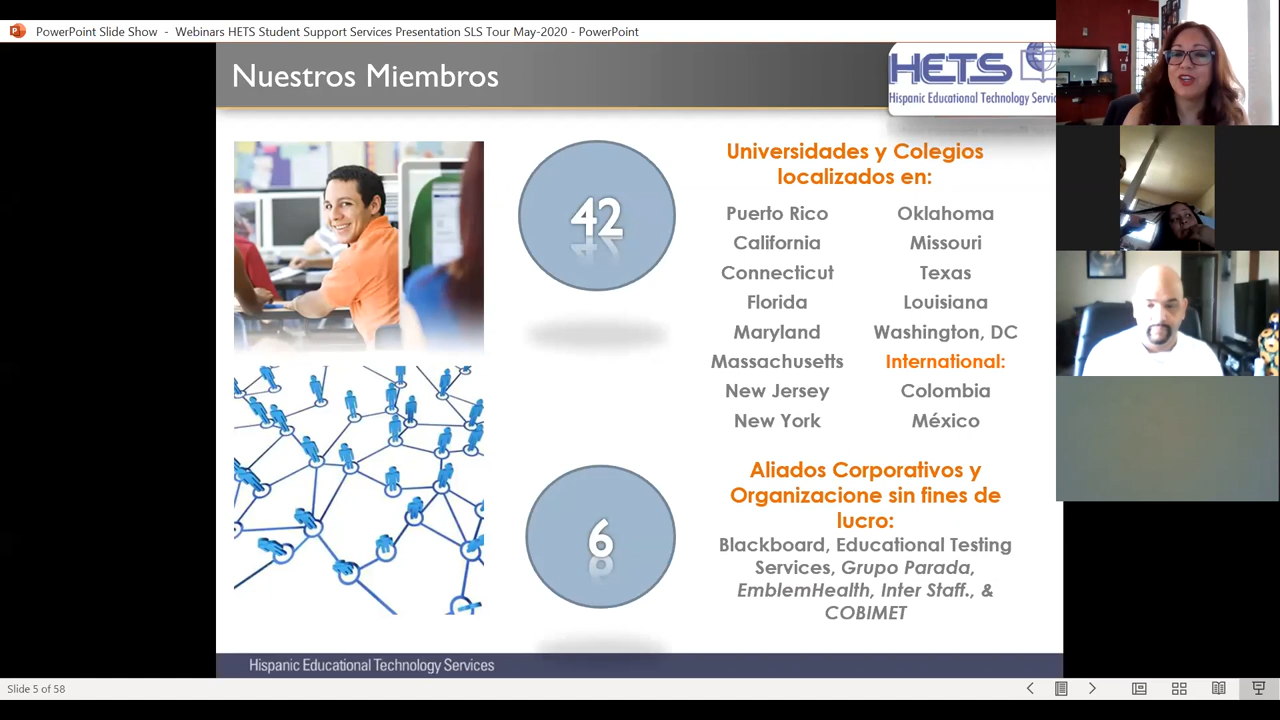 PowerPoint Slide Show - Webinars HETS Student Support Services Presentation SLS Tour May-2020 - PowerPoint
Nuestros Miembros
HETS
Hispanic Educational Technology
42
Universidades y Colegios
localizados en:
Puerto Rico
California
Connecticut
Florida
Maryland
Massachusetts
New Jersey
New York
Oklahoma
Missouri
Texas
Louisiana
Washington, DC
International:
Colombia
México
6
Aliados Corporativos y
Organizacione sin fines de
lucro:
Blackboard, Educational Testing
Services, Grupo Parada,
EmblemHealth, Inter Staff., &
COBIMET
Hispanic Educational Technology Services
Slide 5 of 58